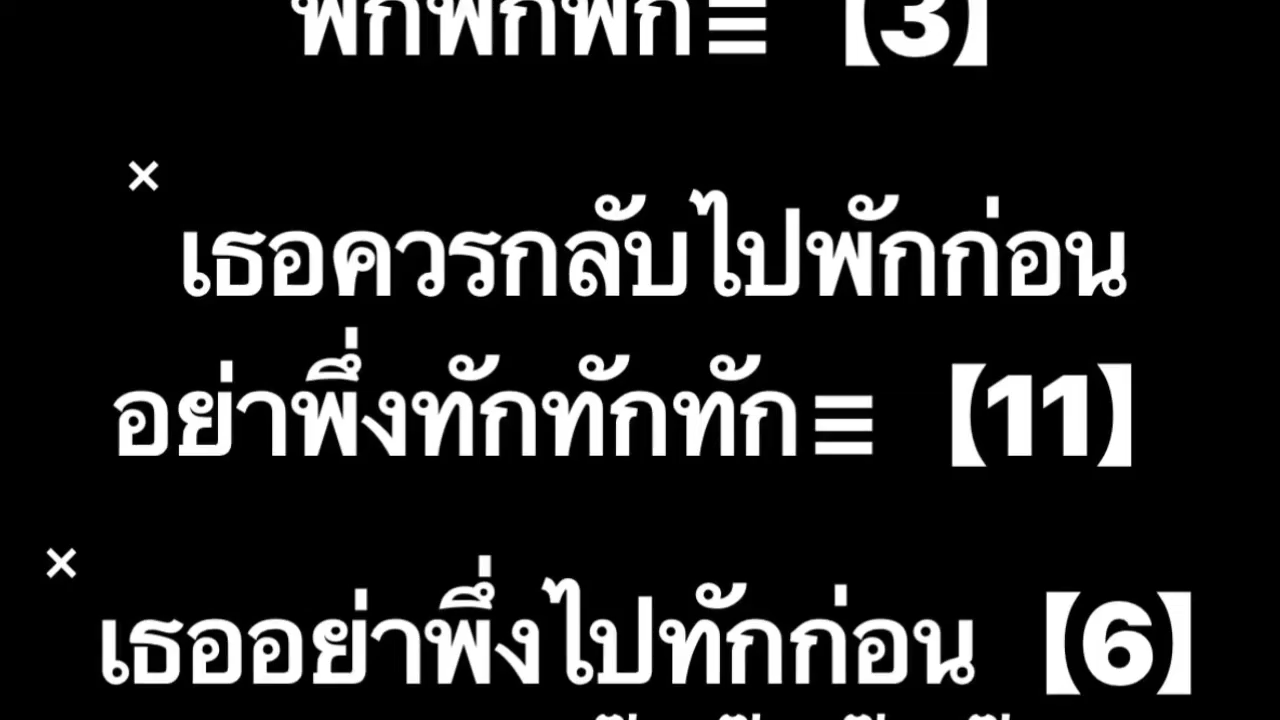 พักพักพัก☰ 【3】
×
เธอควรกลับไปพักก่อน
อย่าพึ่งทักทักทัก☰ 【11】
×
เธออย่าพึ่งไปทักก่อน 【6】